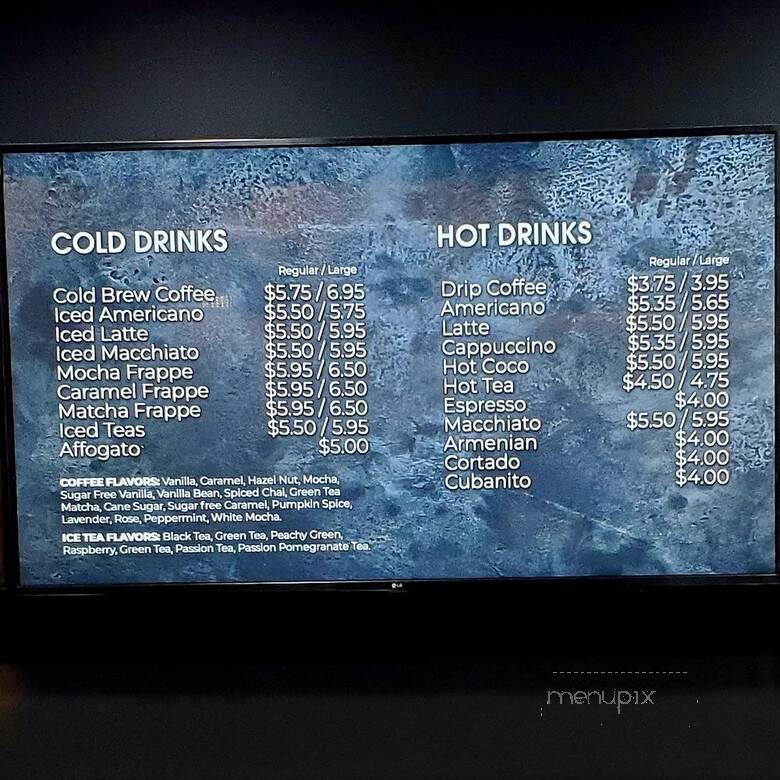 COLD DRINKS
Regular / Large
Cold Brew Coffee $5.75 / 6.95
Iced Americano $5.50 / 5.75
Iced Latte $5.50 / 5.95
Iced Macchiato $5.50 / 5.95
Mocha Frappe $5.95 / 6.50
Caramel Frappe $5.95 / 6.50
Matcha Frappe $5.95 / 6.50
Iced Teas $5.50 / 5.95
Affogato $5.00
COFFEE FLAVORS: Vanilla, Caramel, Hazel Nut, Mocha,
Sugar Free Vanilla, Vanilla Bean, Spiced Chai, Green Tea
Matcha, Cane Sugar, Sugar free Caramel, Pumpkin Spice,
Lavender, Rose, Peppermint, White Mocha.
ICE TEA FLAVORS: Black Tea, Green Tea, Peachy Green,
Raspberry, Green Tea, Passion Tea, Passion Pomegranate Tea.
HOT DRINKS
Regular / Large
Drip Coffee $3.75 / 3.95
Americano $5.35 / 5.65
Latte $5.50 / 5.95
Cappuccino $5.35 / 5.95
Hot Coco $5.50 / 5.95
Hot Tea $4.50 / 4.75
Espresso $4.00
Macchiato $5.50 / 5.95
Armenian $4.00
Cortado $4.00
Cubanito $4.00
LG
menupix